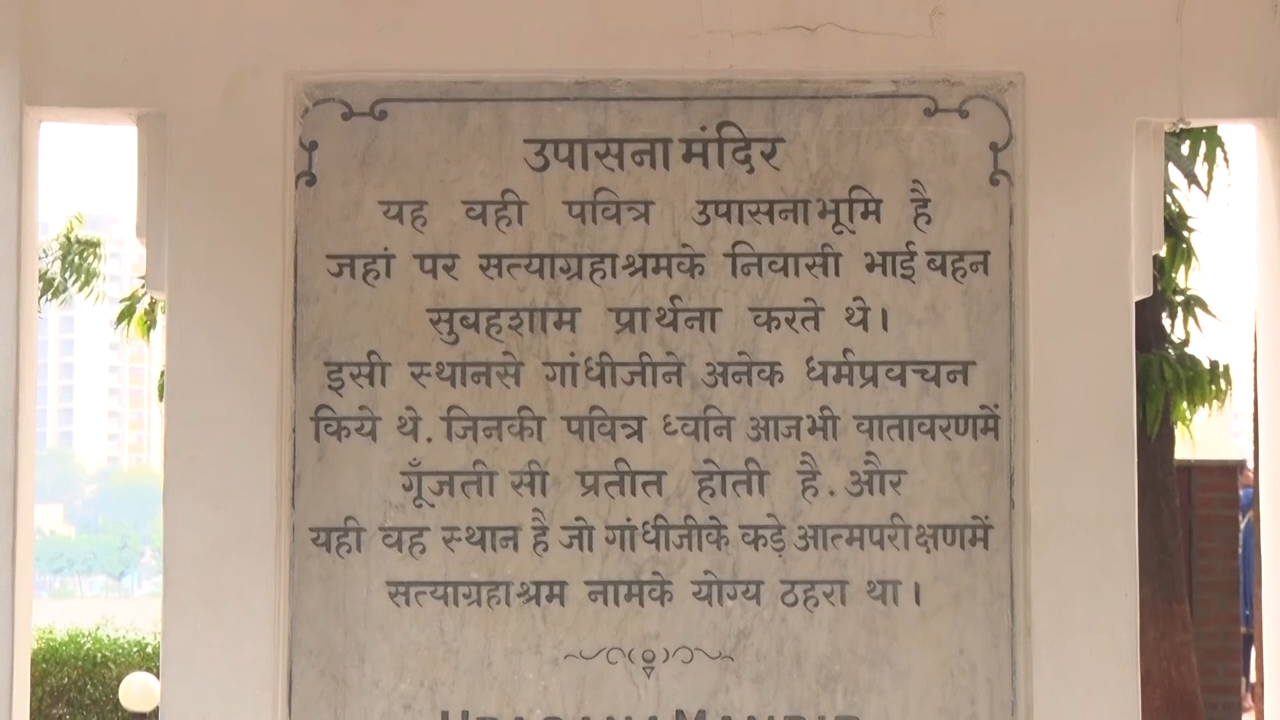 उपासना मंदिर
यह वही पवित्र उपासनाभूमि है
जहां पर सत्याग्रहाश्रमके निवासी भाई बहन
सुबहशाम प्रार्थना करते थे।
इसी स्थानसे गांधीजीने अनेक धर्मप्रवचन
किये थे. जिनकी पवित्र ध्वनि आजभी वातावरणमें
गूँजती सी प्रतीत होती है. और
यही वह स्थान है जो गांधीजीके कड़े आत्मपरीक्षणमें
सत्याग्रहाश्रम नामके योग्य ठहरा था।
UPASANA MANDIR